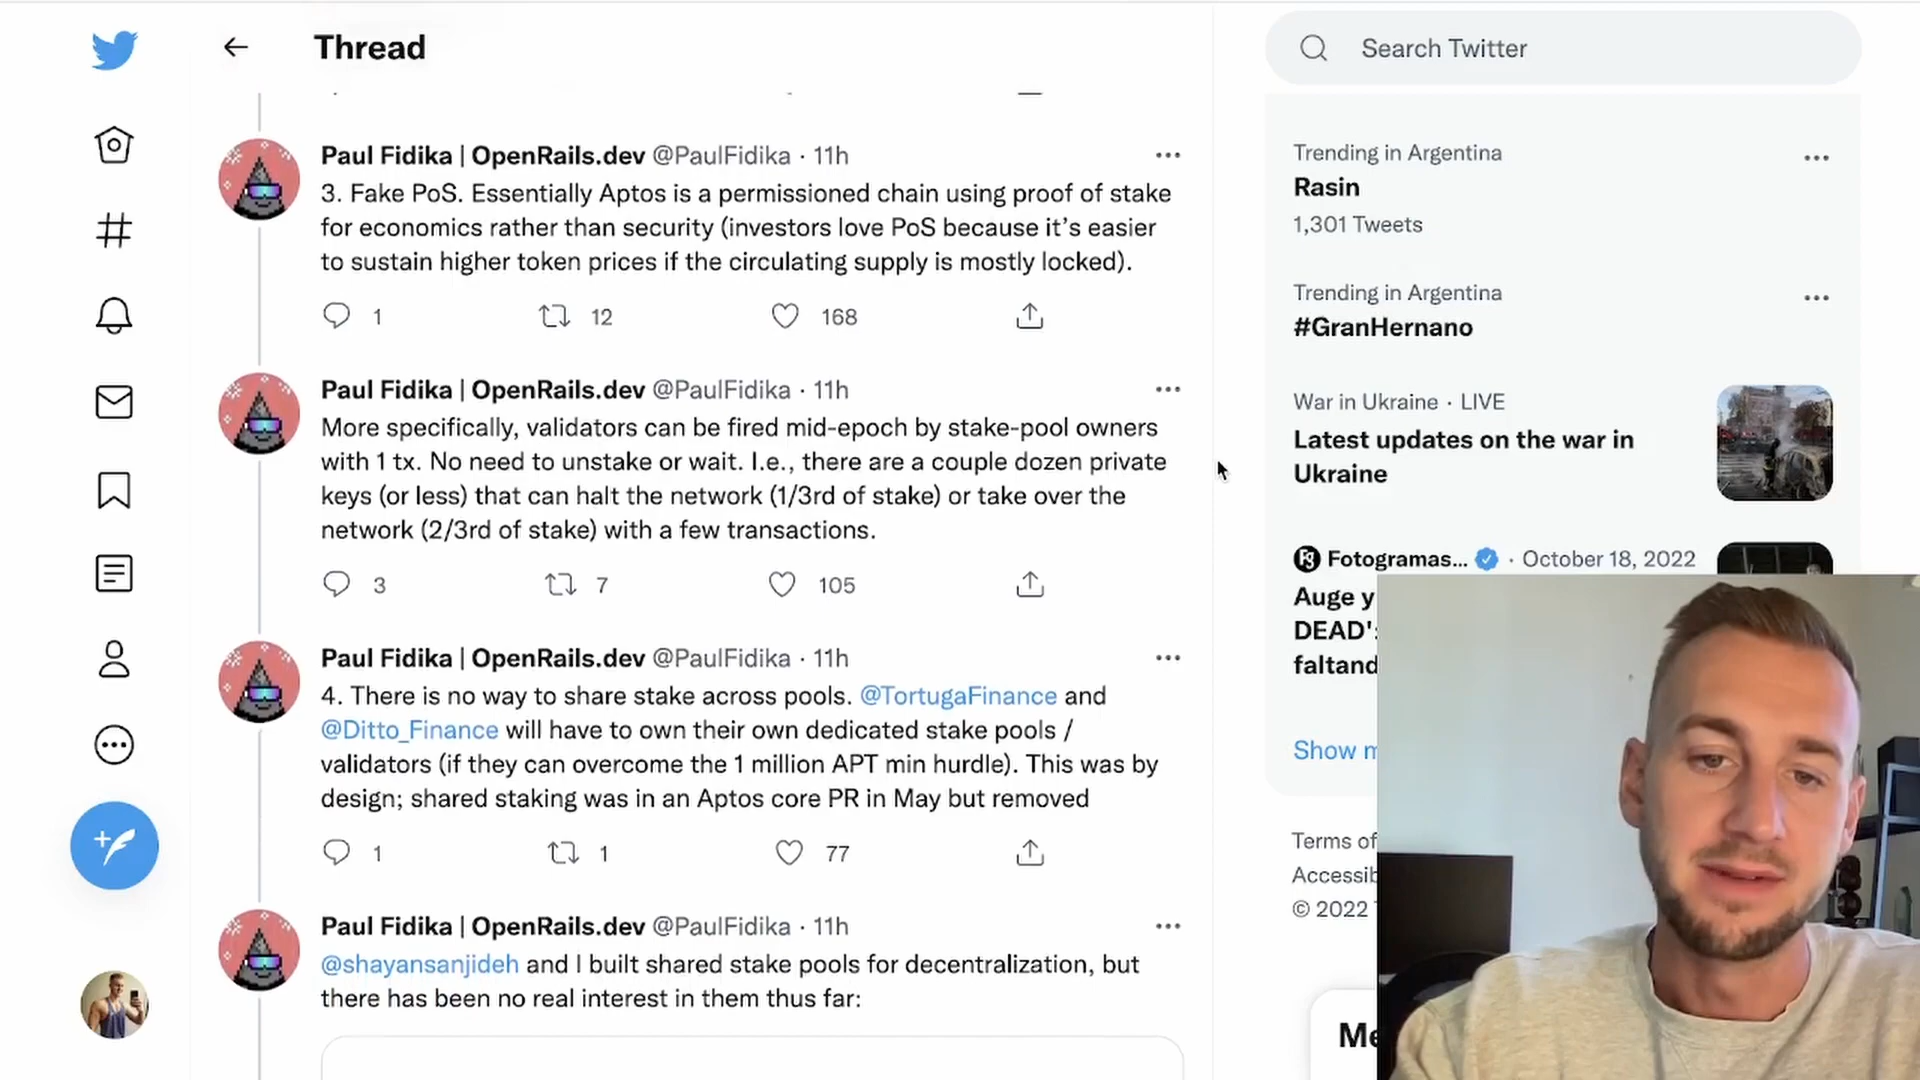 Thread
Search Twitter
Paul Fidika | OpenRails.dev @PaulFidika · 11h
3. Fake PoS. Essentially Aptos is a permissioned chain using proof of stake
for economics rather than security (investors love PoS because it’s easier
to sustain higher token prices if the circulating supply is mostly locked).
1 12 168
Paul Fidika | OpenRails.dev @PaulFidika · 11h
More specifically, validators can be fired mid-epoch by stake-pool owners
with 1 tx. No need to unstake or wait. I.e., there are a couple dozen private
keys (or less) that can halt the network (1/3rd of stake) or take over the
network (2/3rd of stake) with a few transactions.
3 7 105
Paul Fidika | OpenRails.dev @PaulFidika · 11h
4. There is no way to share stake across pools. @TortugaFinance and
@Ditto_Finance will have to own their own dedicated stake pools /
validators (if they can overcome the 1 million APT min hurdle). This was by
design; shared staking was in an Aptos core PR in May but removed
1 1 77
Paul Fidika | OpenRails.dev @PaulFidika · 11h
@shayansanjideh and I built shared stake pools for decentralization, but
there has been no real interest in them thus far:
Trending in Argentina
Rasin
1,301 Tweets
Trending in Argentina
#GranHernano
War in Ukraine · LIVE
Latest updates on the war in
Ukraine
Fotogramas... · October 18, 2022
Auge y
DEAD':
faltand
Show m
Terms of
Accessib
© 2022
Me